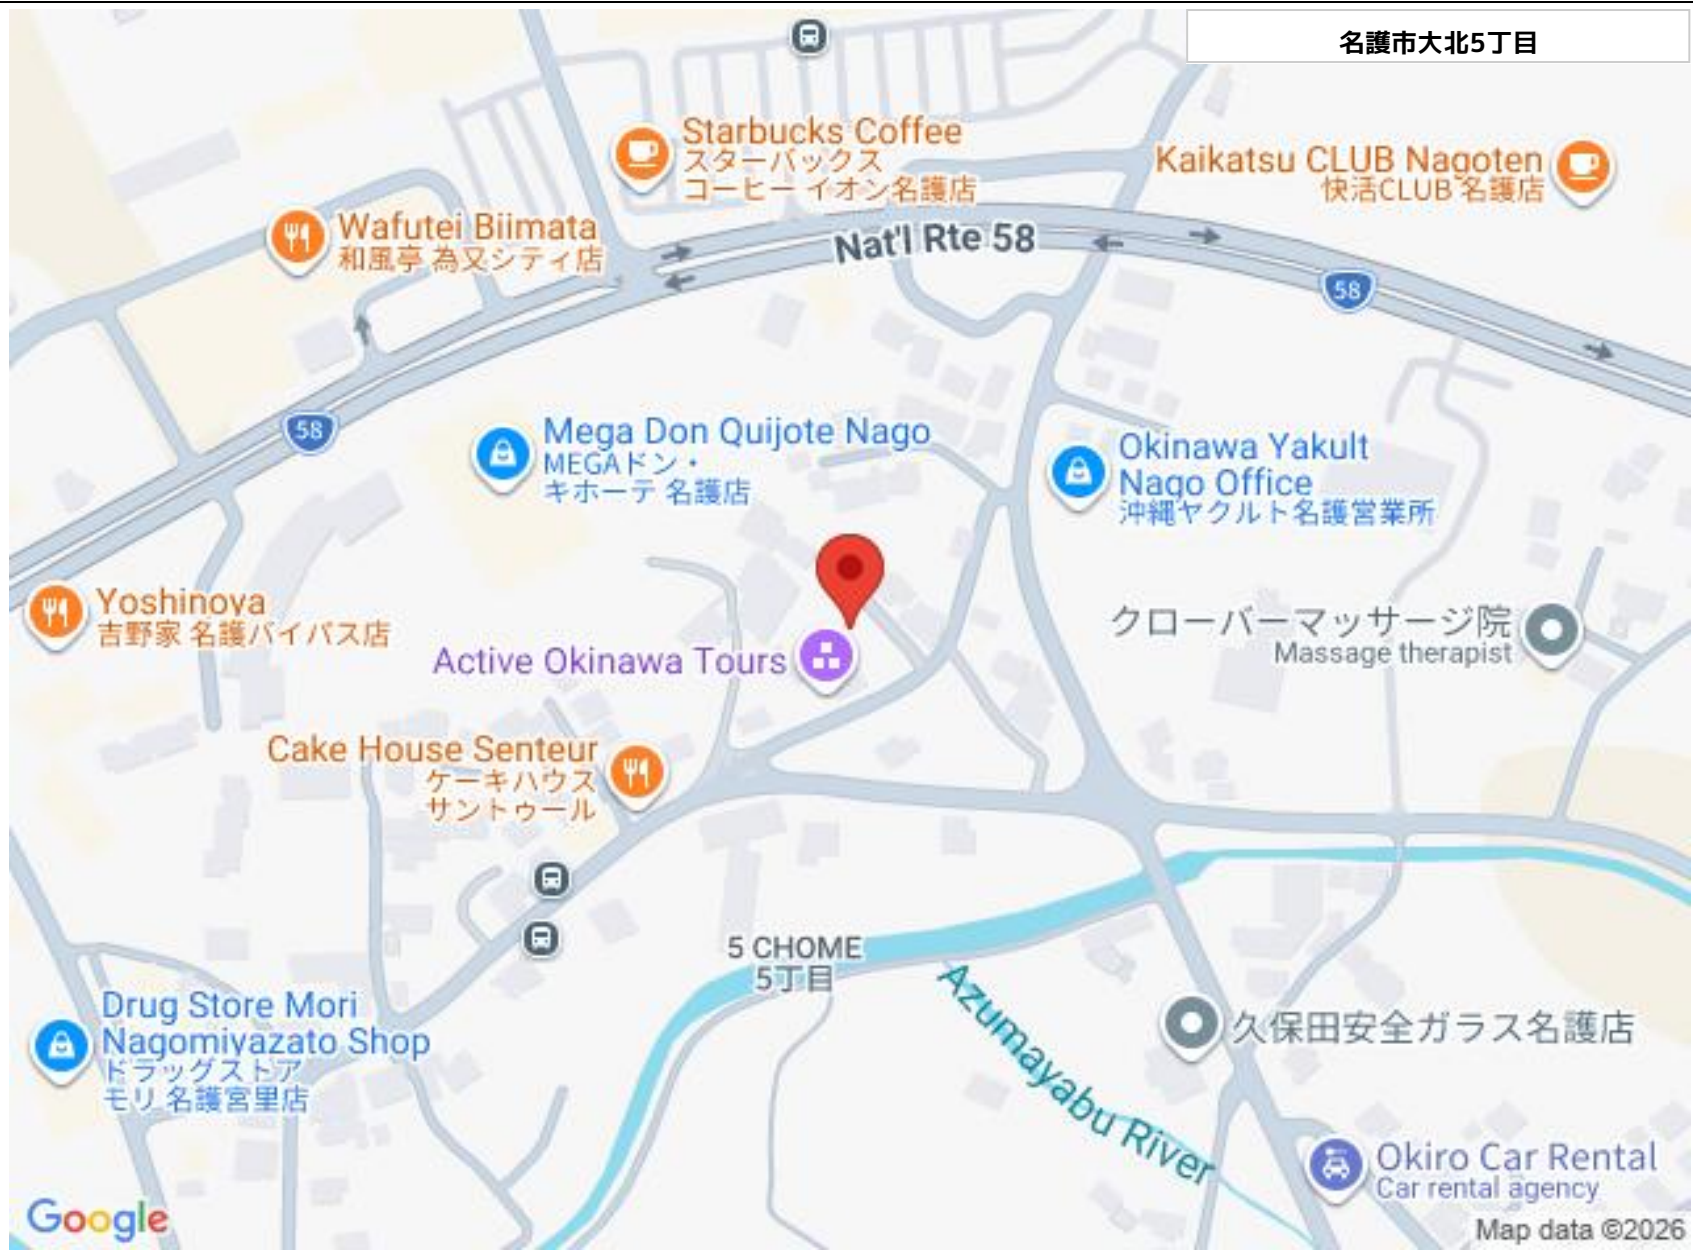 名護市大北5丁目
Starbucks Coffee
スターバックス
コーヒー イオン名護店
Kaikatsu CLUB Nagoten
快活CLUB 名護店
Wafutei Biimata
和風亭 為又シティ店
Nat'l Rte 58
58
58
Mega Don Quijote Nago
MEGAドン・
キホーテ 名護店
Okinawa Yakult
Nago Office
沖縄ヤクルト名護営業所
Yoshinoya
吉野家 名護バイパス店
クローバーマッサージ院
Massage therapist
Active Okinawa Tours
Cake House Senteur
ケーキハウス
サントゥール
5 CHOME
5丁目
Azumayabu River
Drug Store Mori
Nagomiyazato Shop
ドラッグストア
モリ 名護宮里店
久保田安全ガラス名護店
Okiro Car Rental
Car rental agency
Google
Map data ©2026